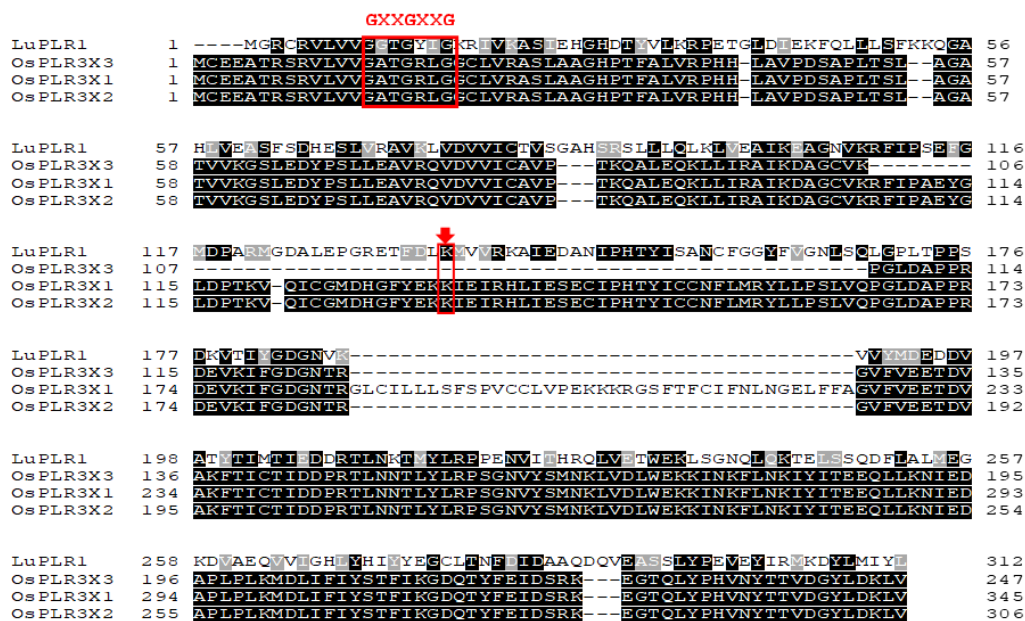 GXXGXXG
LuPLR1 1 ----MGRCRVLVVGGTGYIGKRIVKASIEHGHDTYVLKRPETGLDIEKFQLLLSFKKQGA 56
OsPLR3X3 1 MCEEATRSRVLVVGATGRLGGCLVRASLAAGHPTFALVRPHH-LAVPDSAPLTSL--AGA 57
OsPLR3X1 1 MCEEATRSRVLVVGATGRLGGCLVRASLAAGHPTFALVRPHH-LAVPDSAPLTSL--AGA 57
OsPLR3X2 1 MCEEATRSRVLVVGATGRLGGCLVRASLAAGHPTFALVRPHH-LAVPDSAPLTSL--AGA 57
LuPLR1 57 HLVEASFSDHESLVRAVKLVDVVICTVSGAHSRSLLLQLKLVEAIKEAGNVKRFIPSEFG 116
OsPLR3X3 58 TVVKGSLEDYPSLLEAVRQVDVVICAVP---TKQALEQKLLIRAIKDAGCVK-------- 106
OsPLR3X1 58 TVVKGSLEDYPSLLEAVRQVDVVICAVP---TKQALEQKLLIRAIKDAGCVKRFIPAEYG 114
OsPLR3X2 58 TVVKGSLEDYPSLLEAVRQVDVVICAVP---TKQALEQKLLIRAIKDAGCVKRFIPAEYG 114
LuPLR1 117 MDPARMGDALEPGRETFDLKMVVRKAIEDANIPHTYISANCFGGYFVGNLSQLGPLTPPS 176
OsPLR3X3 107 ----------------------------------------------------PGLDAPPR 114
OsPLR3X1 115 LDPTKV-QICGMDHGFYEKKIEIRHLIESECIPHTYICCNFLMRYLLPSLVQPGLDAPPR 173
OsPLR3X2 115 LDPTKV-QICGMDHGFYEKKIEIRHLIESECIPHTYICCNFLMRYLLPSLVQPGLDAPPR 173
LuPLR1 177 DKVTIYGDGNVK---------------------------------------VVYMDEDDV 197
OsPLR3X3 115 DEVKIFGDGNTR---------------------------------------GVFVEETDV 135
OsPLR3X1 174 DEVKIFGDGNTRGLCILLLSFSPVCCLVPEKKKRGSFTFCIFNLNGELFFAGVFVEETDV 233
OsPLR3X2 174 DEVKIFGDGNTR---------------------------------------GVFVEETDV 192
LuPLR1 198 ATYTIMTIEDDRTLNKTMYLRPPENVITHRQLVETWEKLSGNQLQKTELSSQDFLALMEG 257
OsPLR3X3 136 AKFTICTIDDPRTLNNTLYLRPSGNVYSMNKLVDLWEKKINKFLNKIYITEEQLLKNIED 195
OsPLR3X1 234 AKFTICTIDDPRTLNNTLYLRPSGNVYSMNKLVDLWEKKINKFLNKIYITEEQLLKNIED 293
OsPLR3X2 195 AKFTICTIDDPRTLNNTLYLRPSGNVYSMNKLVDLWEKKINKFLNKIYITEEQLLKNIED 254
LuPLR1 258 KDVAEQVVIGHLYHIYYEGCLTNFDIDAAQDQVEASSLYPEVEYIRMKDYLMIYL 312
OsPLR3X3 196 APLPLKMDLIFIYSTFIKGDQTYFEIDSRK---EGTQLYPHVNYTTVDGYLDKLV 247
OsPLR3X1 294 APLPLKMDLIFIYSTFIKGDQTYFEIDSRK---EGTQLYPHVNYTTVDGYLDKLV 345
OsPLR3X2 255 APLPLKMDLIFIYSTFIKGDQTYFEIDSRK---EGTQLYPHVNYTTVDGYLDKLV 306